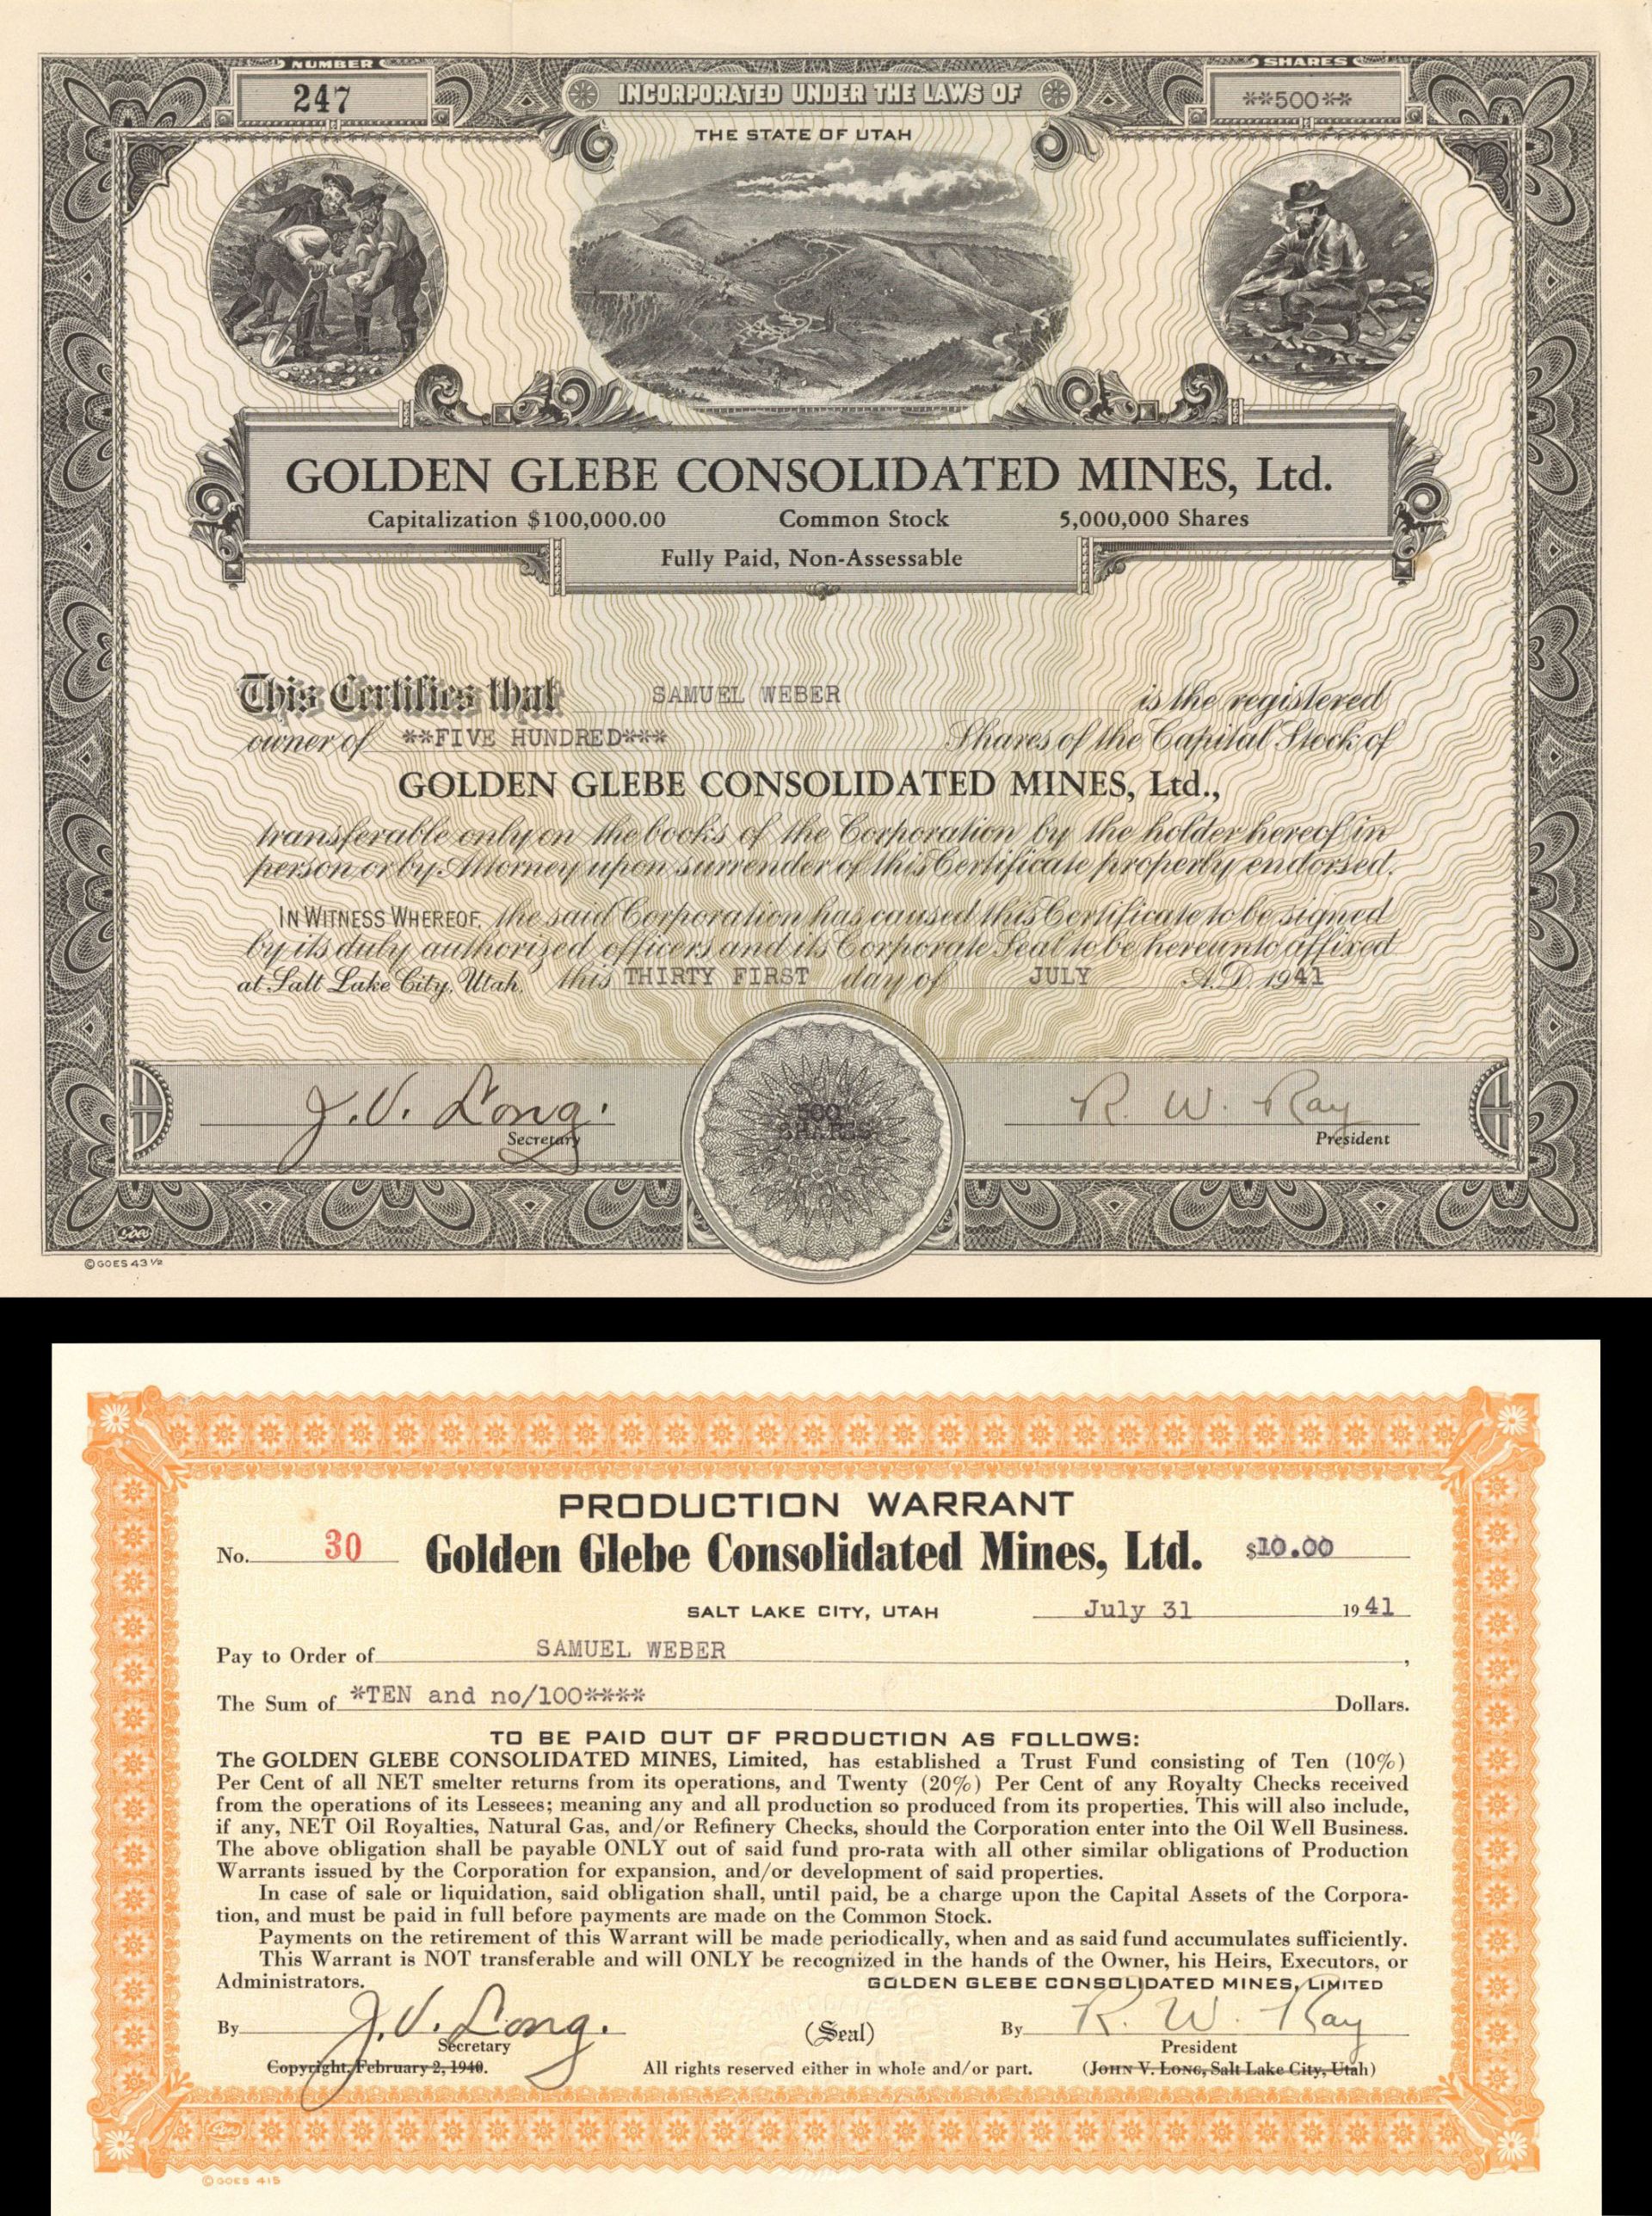 NUMBER
247
INCORPORATED UNDER THE LAWS OF
SHARES
**500**
THE STATE OF UTAH
GOLDEN GLEBE CONSOLIDATED MINES, Ltd.
Capitalization $100,000.00 Common Stock 5,000,000 Shares
Fully Paid, Non-Assessable
This Certifies that SAMUEL WEBER is the registered
owner of **FIVE HUNDRED*** Shares of the Capital Stock of
GOLDEN GLEBE CONSOLIDATED MINES, Ltd.,
transferable only on the books of the Corporation by the holder hereof in
person or by Attorney upon surrender of this Certificate properly endorsed.
IN WITNESS WHEREOF, the said Corporation has caused this Certificate to be signed
by its duly authorized officers and its Corporate Seal to be hereunto affixed
at Salt Lake City, Utah, this THIRTY FIRST day of JULY A.D. 1941
J. V. Long.
Secretary
500
SHARES
R. W. Ray
President
Goes
© GOES 43 1/2
PRODUCTION WARRANT
No. 30 Golden Glebe Consolidated Mines, Ltd. $10.00
SALT LAKE CITY, UTAH July 31 1941
Pay to Order of SAMUEL WEBER,
The Sum of *TEN and no/100**** Dollars.
TO BE PAID OUT OF PRODUCTION AS FOLLOWS:
The GOLDEN GLEBE CONSOLIDATED MINES, Limited, has established a Trust Fund consisting of Ten (10%)
Per Cent of all NET smelter returns from its operations, and Twenty (20%) Per Cent of any Royalty Checks received
from the operations of its Lessees; meaning any and all production so produced from its properties. This will also include,
if any, NET Oil Royalties, Natural Gas, and/or Refinery Checks, should the Corporation enter into the Oil Well Business.
The above obligation shall be payable ONLY out of said fund pro-rata with all other similar obligations of Production
Warrants issued by the Corporation for expansion, and/or development of said properties.
In case of sale or liquidation, said obligation shall, until paid, be a charge upon the Capital Assets of the Corpora-
tion, and must be paid in full before payments are made on the Common Stock.
Payments on the retirement of this Warrant will be made periodically, when and as said fund accumulates sufficiently.
This Warrant is NOT transferable and will ONLY be recognized in the hands of the Owner, his Heirs, Executors, or
Administrators.
GOLDEN GLEBE CONSOLIDATED MINES, LIMITED
By J. V. Long. (Seal) By R. W. Ray
Secretary President
Copyright, February 2, 1940. All rights reserved either in whole and/or part. (JOHN V. LONG, Salt Lake City, Utah)
Goes
© GOES 415